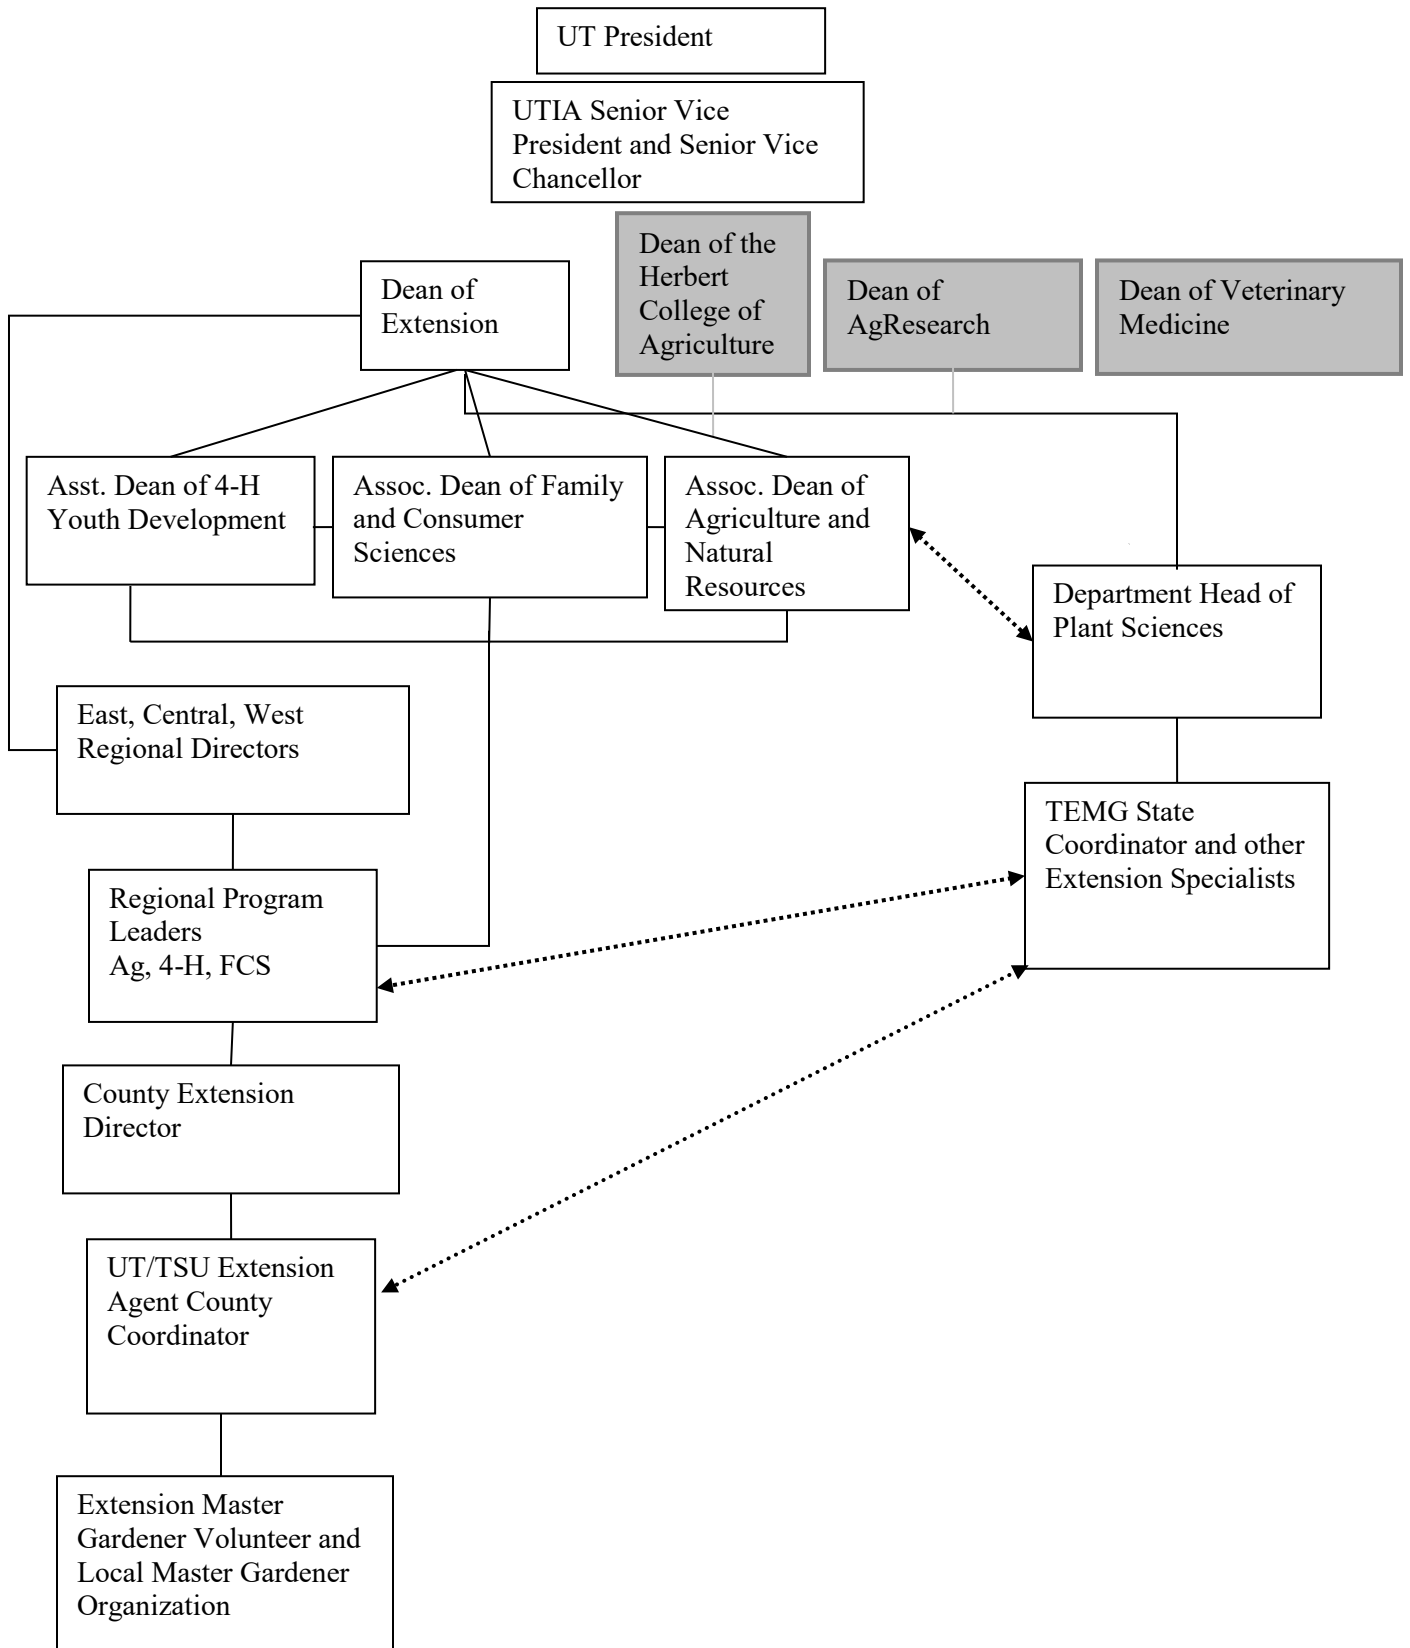 UT President
UTIA Senior Vice
President and Senior Vice
Chancellor
Dean of
Extension
Dean of the
Herbert
College of
Agriculture
Dean of
AgResearch
Dean of Veterinary
Medicine
Asst. Dean of 4-H
Youth Development
Assoc. Dean of Family
and Consumer
Sciences
Assoc. Dean of
Agriculture and
Natural
Resources
Department Head of
Plant Sciences
East, Central, West
Regional Directors
TEMG State
Coordinator and other
Extension Specialists
Regional Program
Leaders
Ag, 4-H, FCS
County Extension
Director
UT/TSU Extension
Agent County
Coordinator
Extension Master
Gardener Volunteer and
Local Master Gardener
Organization